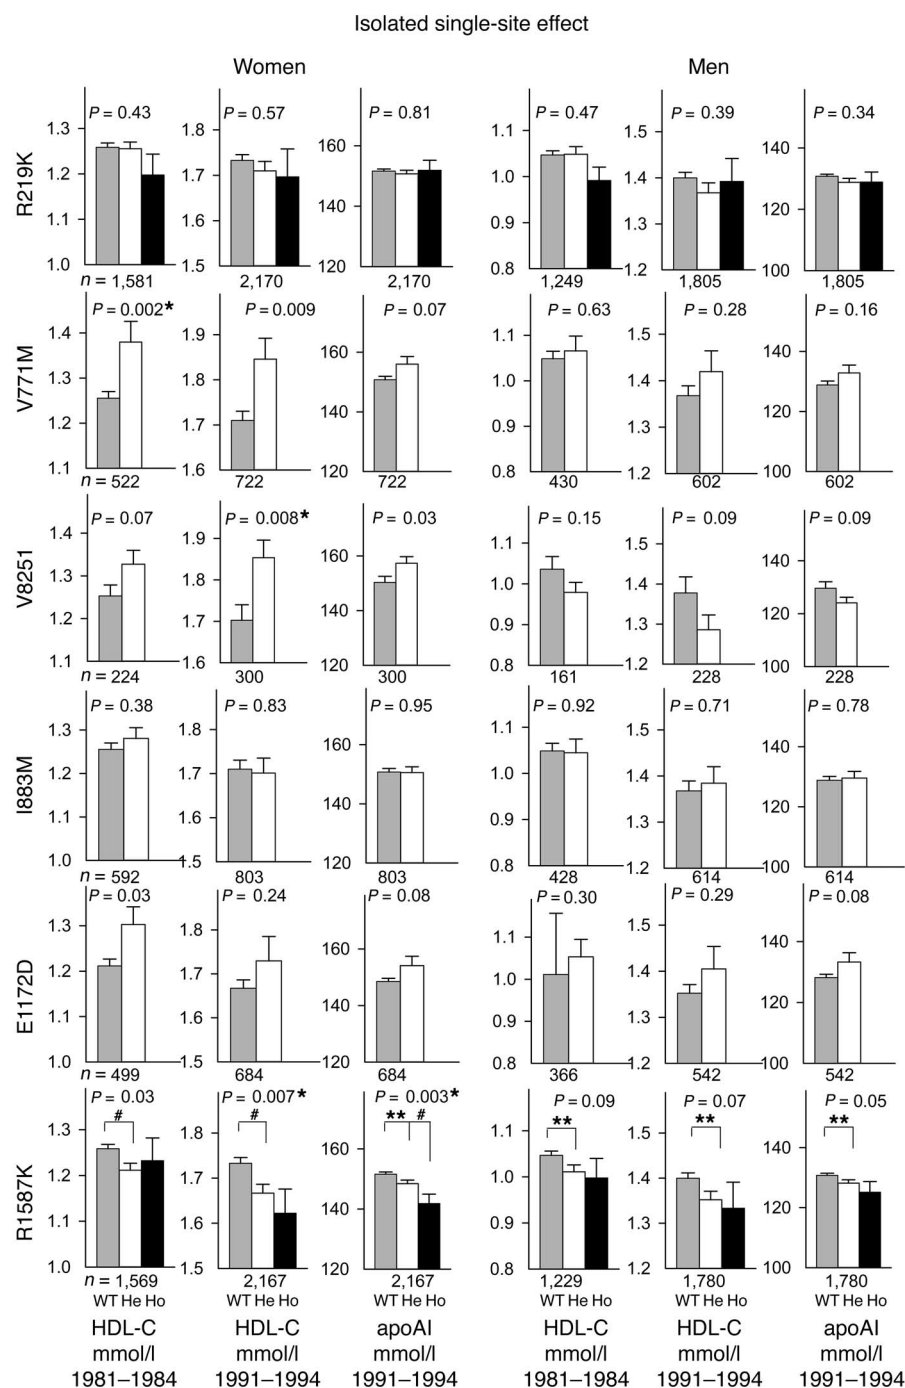 Isolated single-site effect
Women Men
R219K
P = 0.43 P = 0.57 P = 0.81 P = 0.47 P = 0.39 P = 0.34
1.3 1.2 1.1 1.0
1.8 1.7 1.6 1.5
160 140 120
1.1 1.0 0.9 0.8
1.5 1.4 1.3 1.2
140 120 100
n = 1,581 2,170 2,170 1,249 1,805 1,805
V771M
P = 0.002* P = 0.009 P = 0.07 P = 0.63 P = 0.28 P = 0.16
1.4 1.3 1.2 1.1
1.9 1.8 1.7 1.6
160 140 120
1.1 1.0 0.9 0.8
1.5 1.4 1.3 1.2
140 120 100
n = 522 722 722 430 602 602
V8251
P = 0.07 P = 0.008* P = 0.03 P = 0.15 P = 0.09 P = 0.09
1.4 1.3 1.2 1.1
1.9 1.8 1.7 1.6
160 140 120
1.1 1.0 0.9 0.8
1.5 1.4 1.3 1.2
140 120 100
n = 224 300 300 161 228 228
I883M
P = 0.38 P = 0.83 P = 0.95 P = 0.92 P = 0.71 P = 0.78
1.3 1.2 1.1 1.0
1.8 1.7 1.6 1.5
160 140 120
1.1 1.0 0.9 0.8
1.5 1.4 1.3 1.2
140 120 100
n = 592 803 803 428 614 614
E1172D
P = 0.03 P = 0.24 P = 0.08 P = 0.30 P = 0.29 P = 0.08
1.3 1.2 1.1 1.0
1.8 1.7 1.6 1.5
160 140 120
1.1 1.0 0.9 0.8
1.5 1.4 1.3 1.2
140 120 100
n = 499 684 684 366 542 542
R1587K
P = 0.03 P = 0.007* P = 0.003* P = 0.09 P = 0.07 P = 0.05
# # ** # ** ** **
1.3 1.2 1.1 1.0
1.8 1.7 1.6 1.5
160 140 120
1.1 1.0 0.9 0.8
1.5 1.4 1.3 1.2
140 120 100
n = 1,569 2,167 2,167 1,229 1,780 1,780
WT He Ho WT He Ho WT He Ho WT He Ho WT He Ho WT He Ho
HDL-C HDL-C apoAI HDL-C HDL-C apoAI
mmol/l mmol/l mmol/l mmol/l mmol/l mmol/l
1981–1984 1991–1994 1991–1994 1981–1984 1991–1994 1991–1994